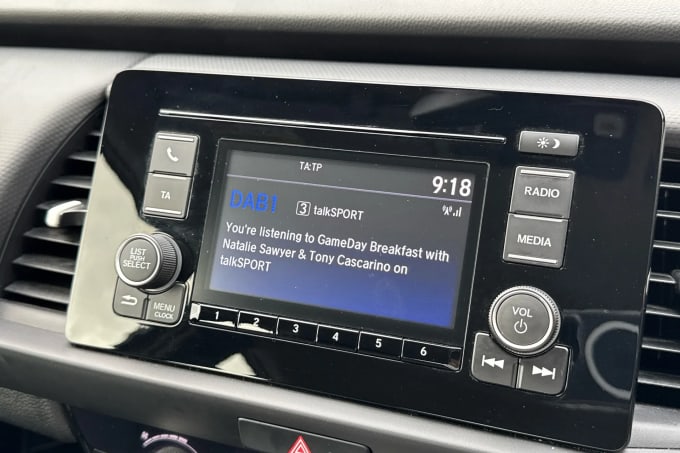 TA:TP
9:18
DAB1
3 talkSPORT
You're listening to GameDay Breakfast with
Natalie Sawyer & Tony Cascarino on
talkSPORT
TA
LIST
PUSH
SELECT
MENU
CLOCK
1 2 3 4 5 6
RADIO
MEDIA
VOL